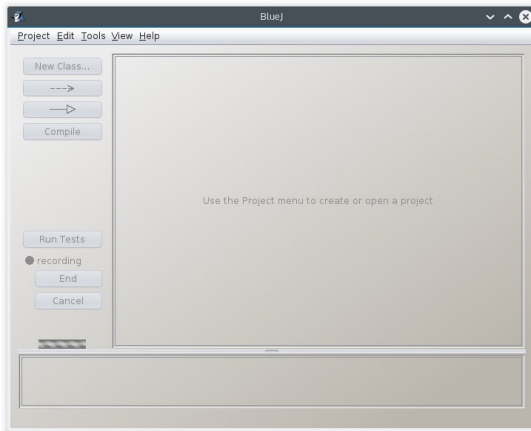 BlueJ
Project Edit Tools View Help
New Class...
Compile
Use the Project menu to create or open a project
Run Tests
recording
End
Cancel